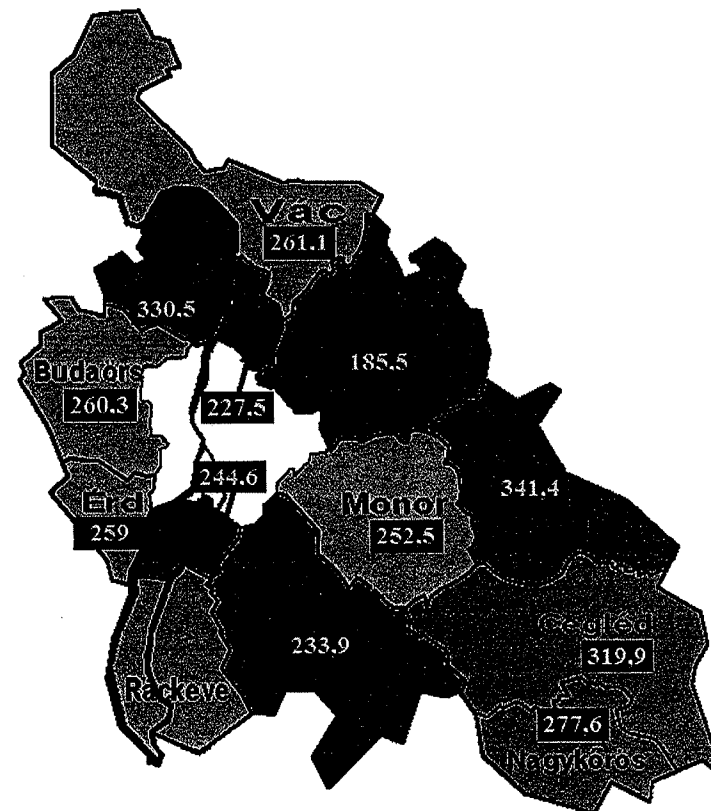 Vác
261.1
330.5
185.5
Budaörs
260.3
227.5
244.6
341.4
Érd
259
Monor
252.5
233.9
Cegléd
319.9
Ráckeve
277.6
Nagykőrös